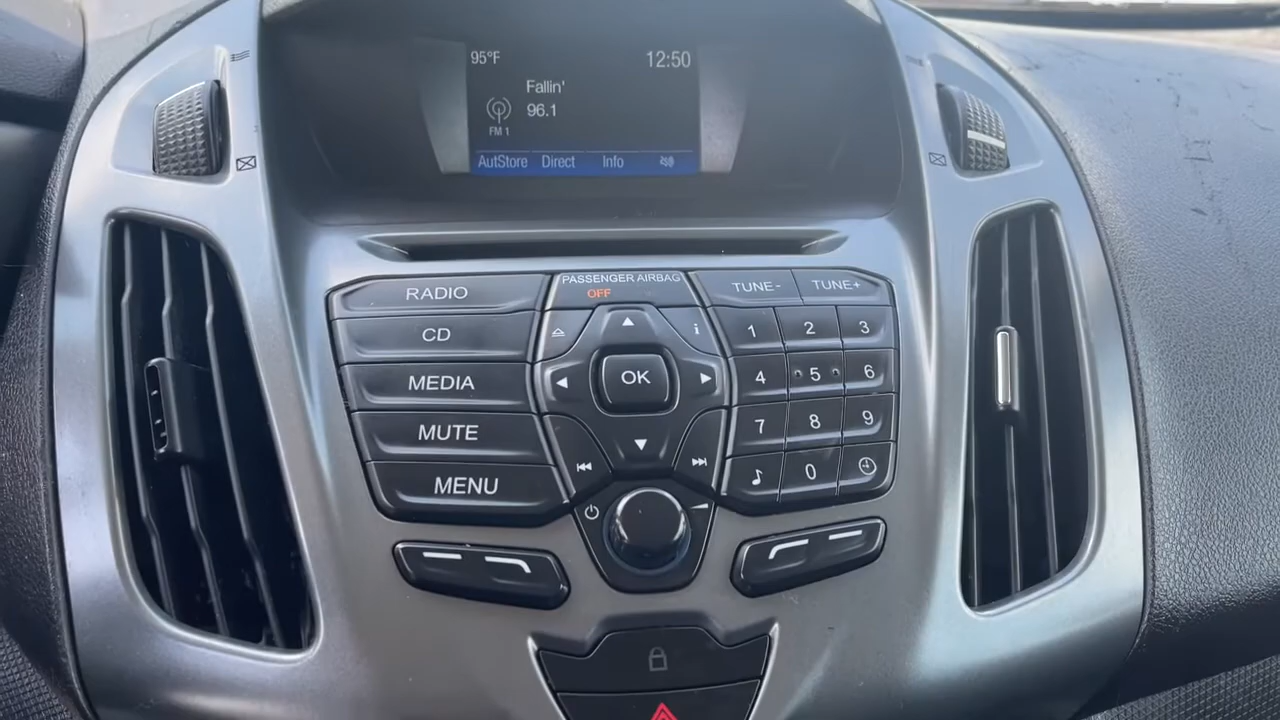 95°F
12:50
Fallin'
96.1
FM 1
AutStore Direct Info
RADIO
CD
MEDIA
MUTE
MENU
PASSENGER AIRBAG
OFF
i
OK
TUNE- TUNE+
1 2 3
4 5 6
7 8 9
0